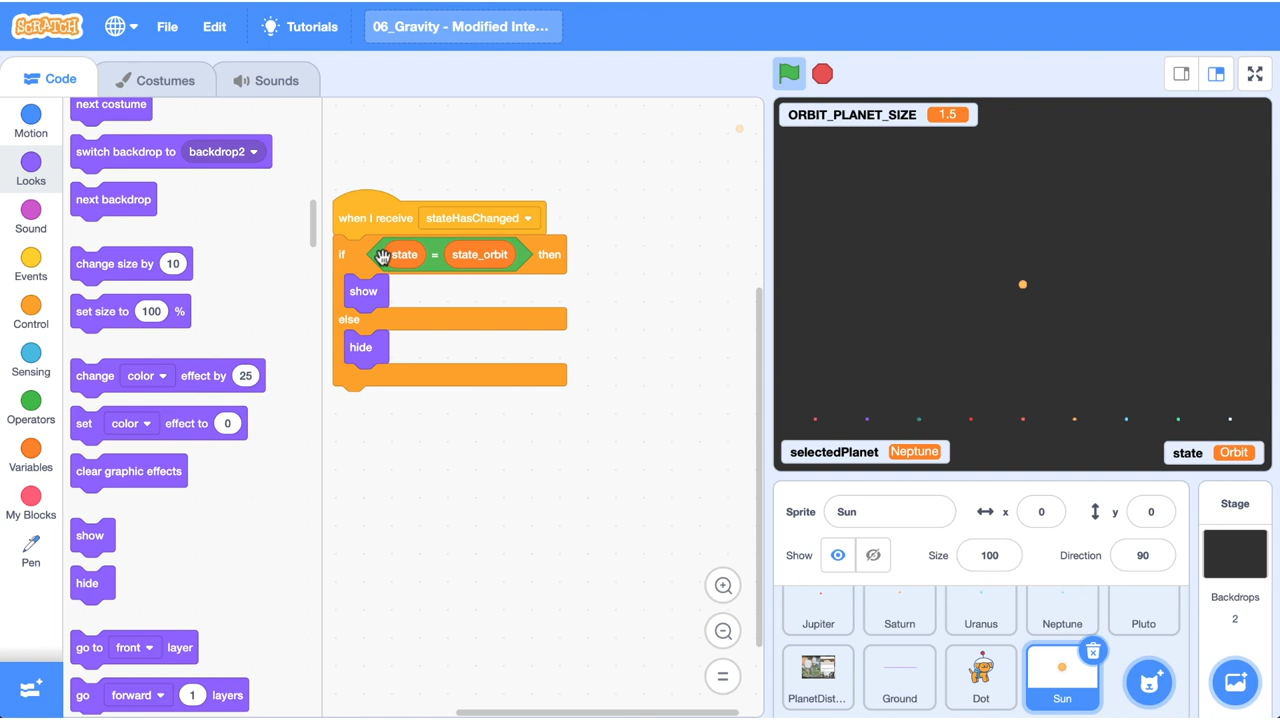 SCRATCH
File
Edit
Tutorials
06_Gravity - Modified Inte...
Code
Costumes
Sounds
Motion
Looks
Sound
Events
Control
Sensing
Operators
Variables
My Blocks
Pen
next costume
switch backdrop to backdrop2
next backdrop
change size by 10
set size to 100 %
change color effect by 25
set color effect to 0
clear graphic effects
show
hide
go to front layer
go forward 1 layers
when I receive stateHasChanged
if state = state_orbit then
show
else
hide
ORBIT_PLANET_SIZE 1.5
selectedPlanet Neptune
state Orbit
Sprite Sun x 0 y 0
Show Size 100 Direction 90
Jupiter
Saturn
Uranus
Neptune
Pluto
PlanetDist...
Ground
Dot
Sun
Stage
Backdrops
2